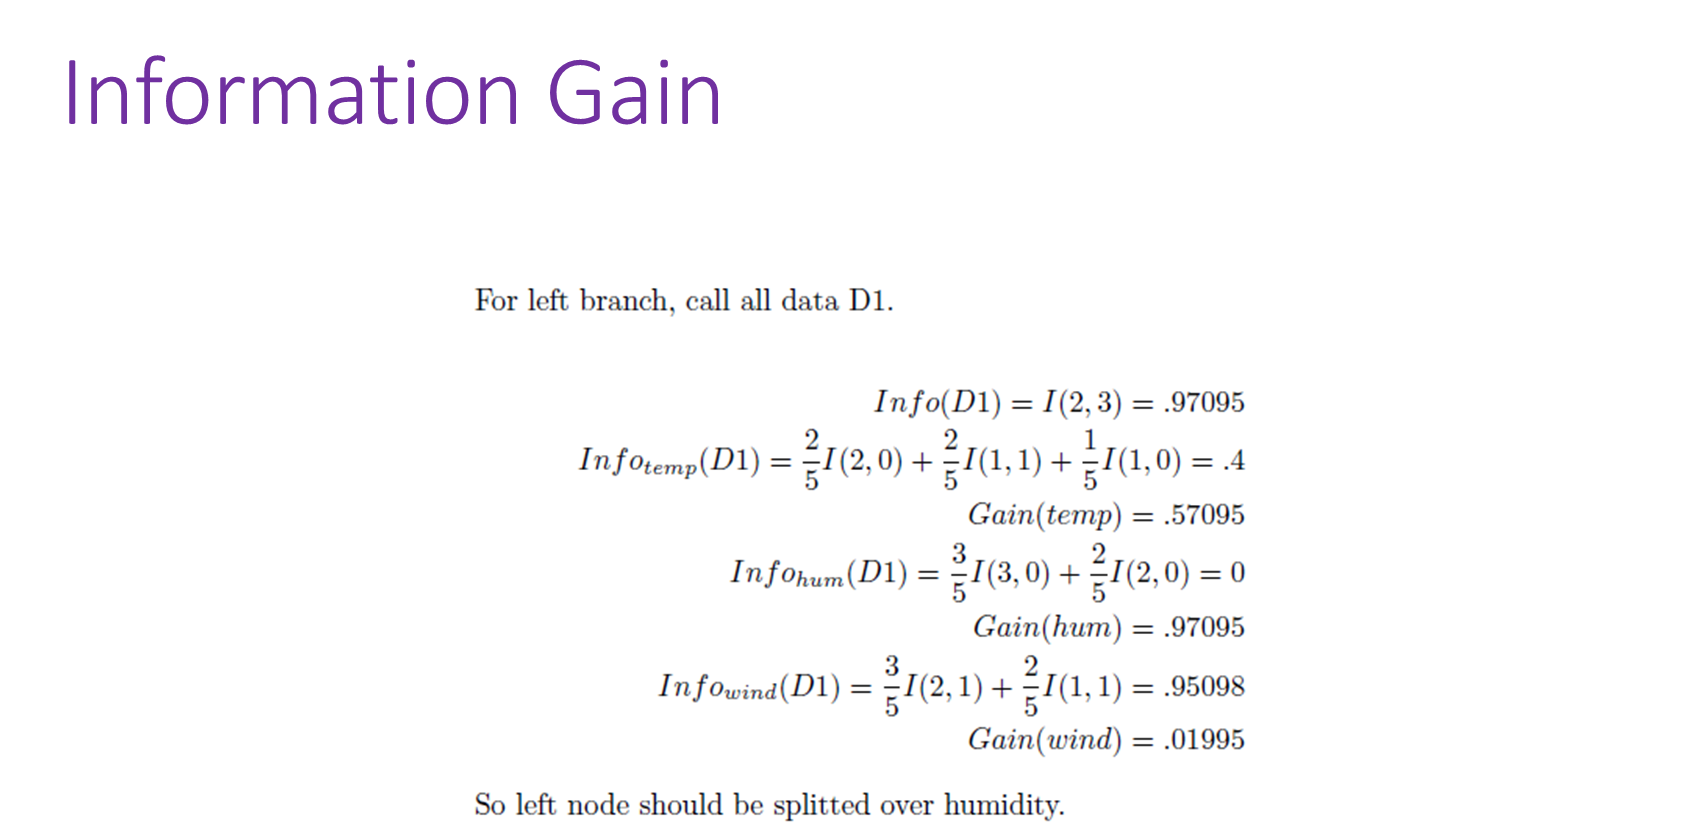 Information Gain
For left branch, call all data D1.
Info(D1) = I(2, 3) = .97095
Info_temp(D1) = 2/5 I(2, 0) + 2/5 I(1, 1) + 1/5 I(1, 0) = .4
Gain(temp) = .57095
Info_hum(D1) = 3/5 I(3, 0) + 2/5 I(2, 0) = 0
Gain(hum) = .97095
Info_wind(D1) = 3/5 I(2, 1) + 2/5 I(1, 1) = .95098
Gain(wind) = .01995
So left node should be splitted over humidity.